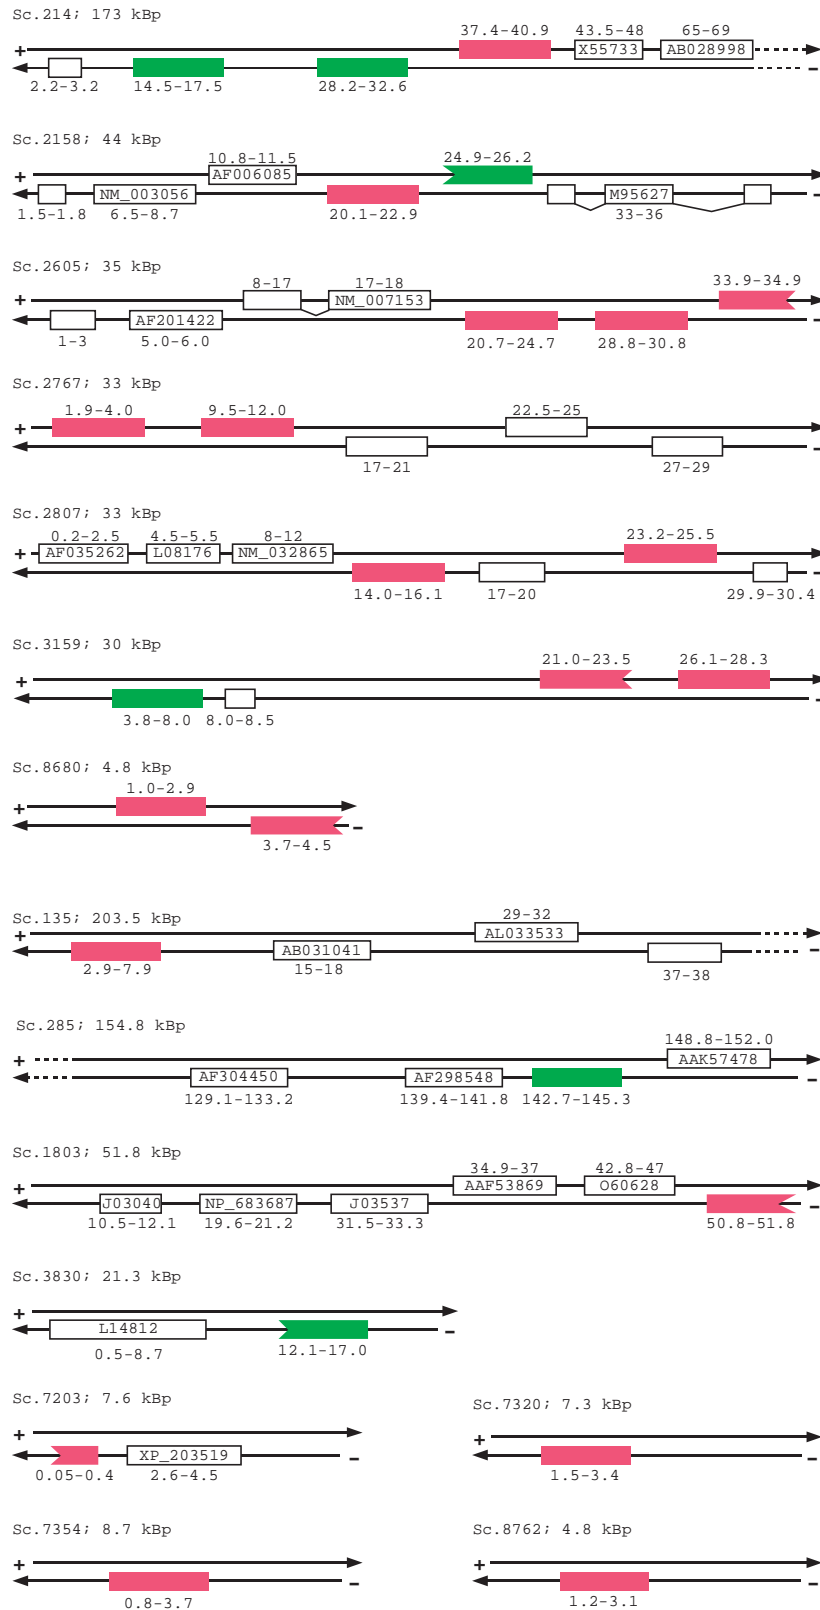 Sc.214; 173 kBp
37.4-40.9 43.5-48 65-69
+ X55733 AB028998
-
2.2-3.2 14.5-17.5 28.2-32.6
Sc.2158; 44 kBp
10.8-11.5 24.9-26.2
+ AF006085
NM_003056 M95627 -
1.5-1.8 6.5-8.7 20.1-22.9 33-36
Sc.2605; 35 kBp
8-17 17-18 33.9-34.9
+ NM_007153
AF201422 -
1-3 5.0-6.0 20.7-24.7 28.8-30.8
Sc.2767; 33 kBp
1.9-4.0 9.5-12.0 22.5-25
+
-
17-21 27-29
Sc.2807; 33 kBp
0.2-2.5 4.5-5.5 8-12 23.2-25.5
+ AF035262 L08176 NM_032865
-
14.0-16.1 17-20 29.9-30.4
Sc.3159; 30 kBp
21.0-23.5 26.1-28.3
+
-
3.8-8.0 8.0-8.5
Sc.8680; 4.8 kBp
1.0-2.9
+
-
3.7-4.5
Sc.135; 203.5 kBp
29-32
+ AL033533
AB031041 -
2.9-7.9 15-18 37-38
Sc.285; 154.8 kBp
148.8-152.0
+ AAK57478
AF304450 AF298548 -
129.1-133.2 139.4-141.8 142.7-145.3
Sc.1803; 51.8 kBp
34.9-37 42.8-47
+ AAF53869 O60628
J03040 NP_683687 J03537 -
10.5-12.1 19.6-21.2 31.5-33.3 50.8-51.8
Sc.3830; 21.3 kBp
+
L14812 -
0.5-8.7 12.1-17.0
Sc.7203; 7.6 kBp
+
XP_203519 -
0.05-0.4 2.6-4.5
Sc.7320; 7.3 kBp
+
-
1.5-3.4
Sc.7354; 8.7 kBp
+
-
0.8-3.7
Sc.8762; 4.8 kBp
+
-
1.2-3.1